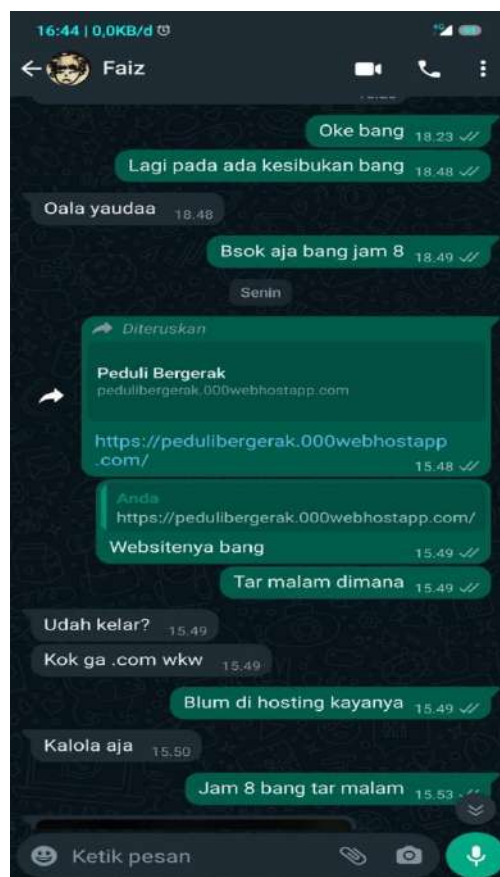 16:44 | 0,0KB/d
4G
Faiz
Oke bang 18.23
Lagi pada ada kesibukan bang 18.48
Oala yaudaa 18.48
Bsok aja bang jam 8 18.49
Senin
Diteruskan
Peduli Bergerak
pedulibergerak.000webhostapp.com
https://pedulibergerak.000webhostapp
.com/
15.48
Anda
https://pedulibergerak.000webhostapp.com/
Websitenya bang 15.49
Tar malam dimana 15.49
Udah kelar? 15.49
Kok ga .com wkw 15.49
Blum di hosting kayanya 15.49
Kalola aja 15.50
Jam 8 bang tar malam 15.53
Ketik pesan